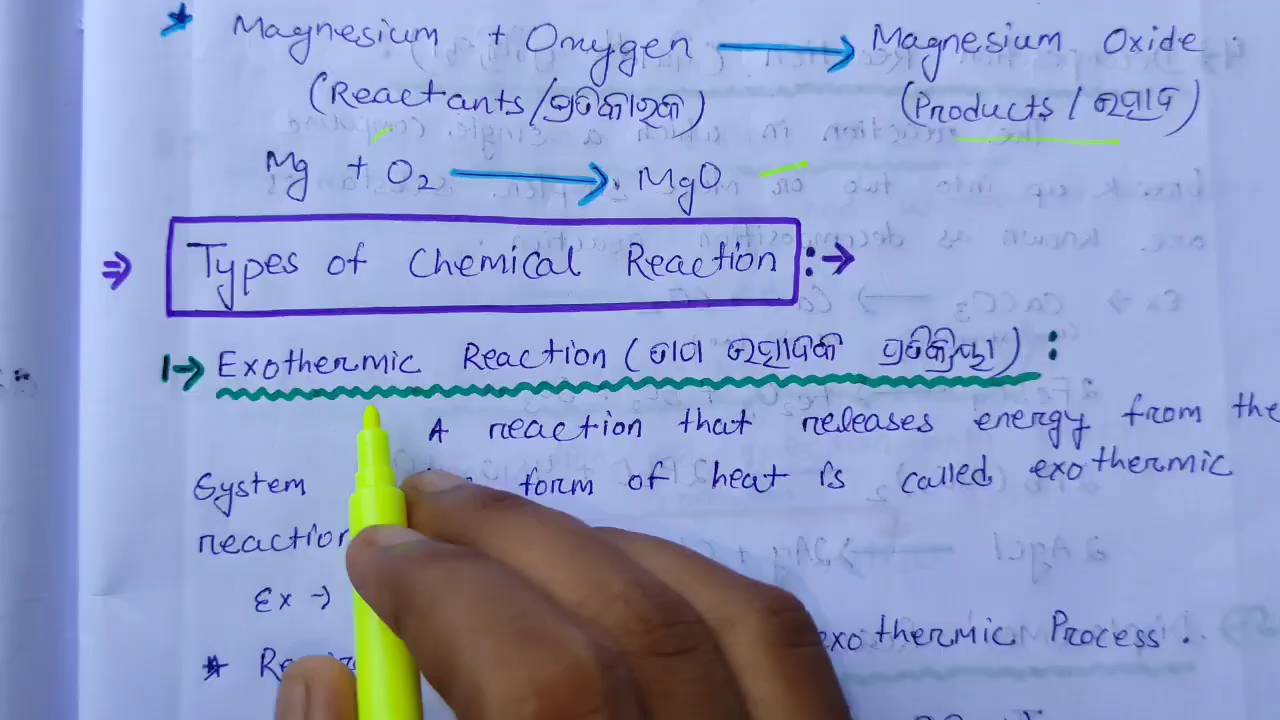 * Magnesium + Oxygen → Magnesium Oxide
(Reactants/ପ୍ରତିକାରକ) (Products/ଉତ୍ପାଦ)
Mg + O₂ → MgO
⇒ Types of Chemical Reaction :→
1→ Exothermic Reaction (ତାପ ଉତ୍ପାଦକ ପ୍ରତିକ୍ରିୟା) :
A reaction that releases energy from the
System form of heat is called exothermic
reaction
Ex →
* exothermic Process.